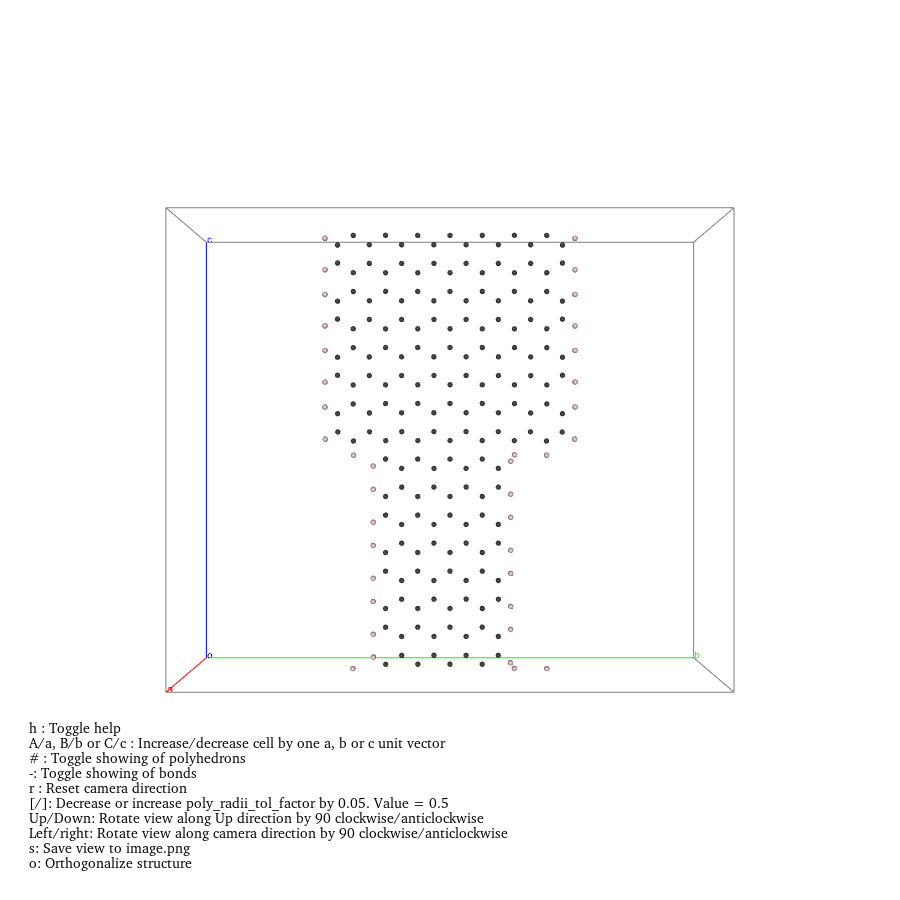 c
o
b
a
h : Toggle help
A/a, B/b or C/c : Increase/decrease cell by one a, b or c unit vector
# : Toggle showing of polyhedrons
-: Toggle showing of bonds
r : Reset camera direction
[/]: Decrease or increase poly_radii_tol_factor by 0.05. Value = 0.5
Up/Down: Rotate view along Up direction by 90 clockwise/anticlockwise
Left/right: Rotate view along camera direction by 90 clockwise/anticlockwise
s: Save view to image.png
o: Orthogonalize structure